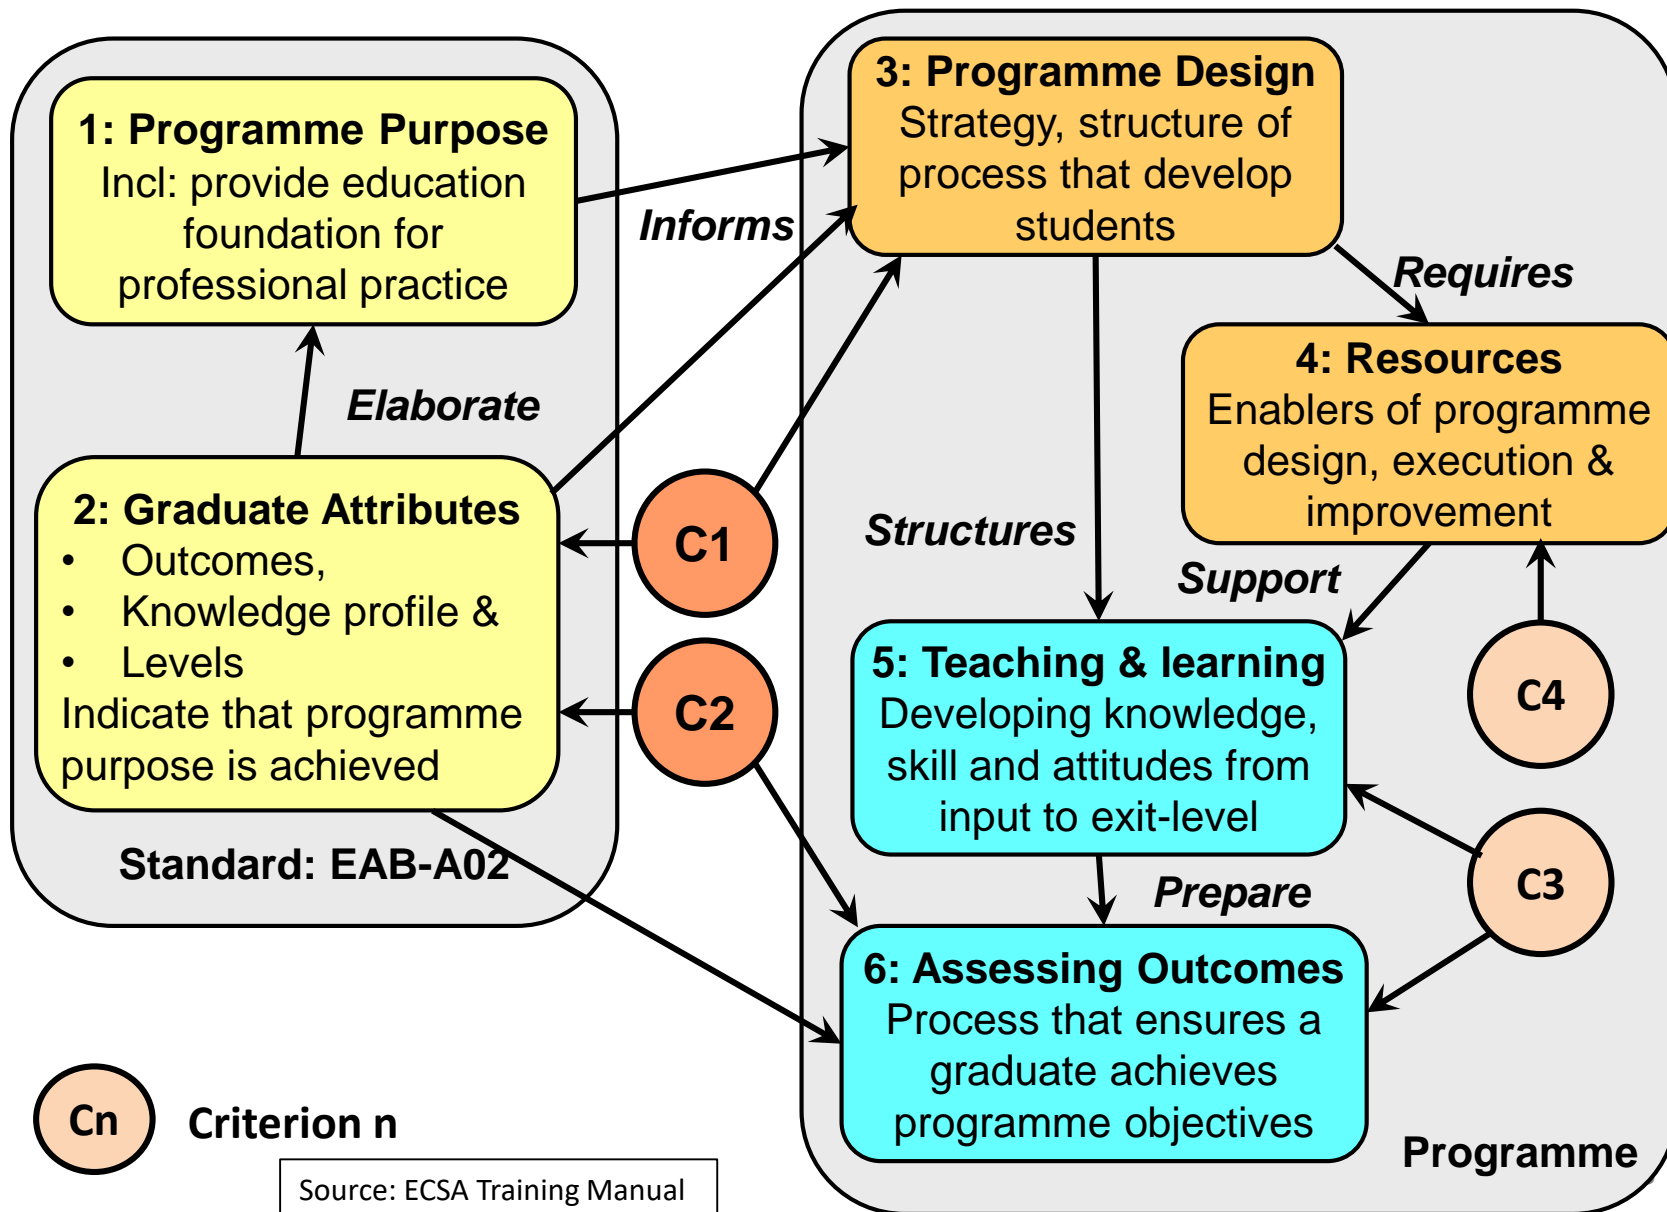 1: Programme Purpose
Incl: provide education
foundation for
professional practice
Elaborate
2: Graduate Attributes
• Outcomes,
• Knowledge profile &
• Levels
Indicate that programme
purpose is achieved
Standard: EAB-A02
Informs
C1
C2
3: Programme Design
Strategy, structure of
process that develop
students
Requires
4: Resources
Enablers of programme
design, execution &
improvement
Structures
Support
5: Teaching & learning
Developing knowledge,
skill and attitudes from
input to exit-level
C4
C3
Prepare
6: Assessing Outcomes
Process that ensures a
graduate achieves
programme objectives
Programme
Cn
Criterion n
Source: ECSA Training Manual